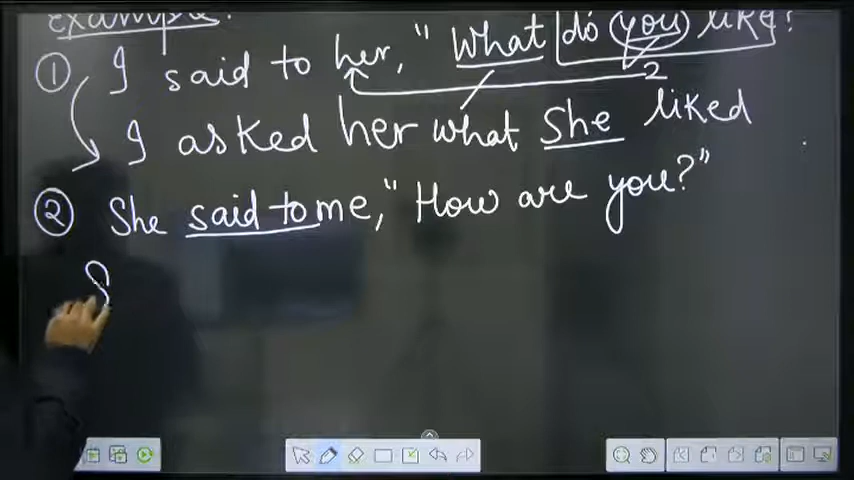 example:
① I said to her, "What do you like?
2
I asked her what she liked
② She said to me, "How are you?"
S